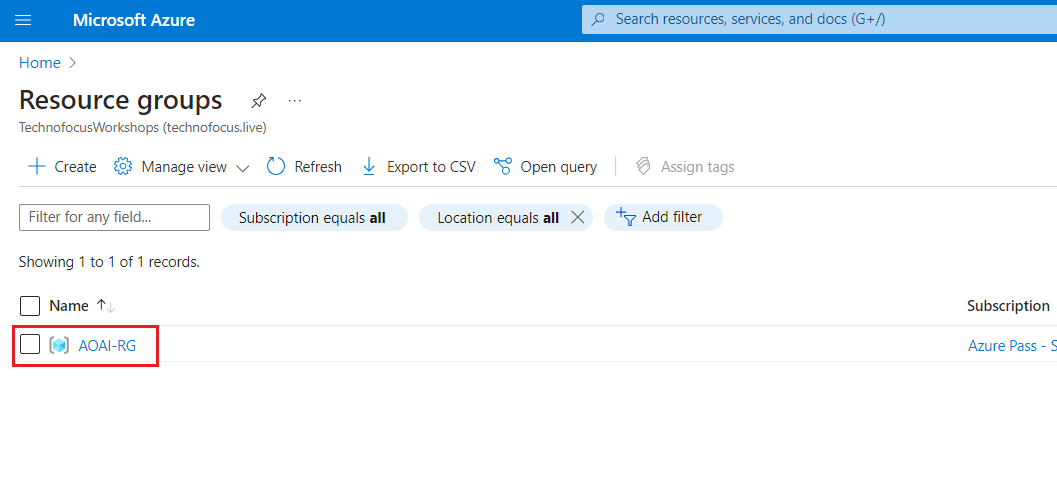 Microsoft Azure
Search resources, services, and docs (G+/)
Home
Resource groups
TechnofocusWorkshops (technofocus.live)
Create Manage view Refresh Export to CSV Open query Assign tags
Filter for any field... Subscription equals all Location equals all Add filter
Showing 1 to 1 of 1 records.
Name Subscription
AOAI-RG Azure Pass - S